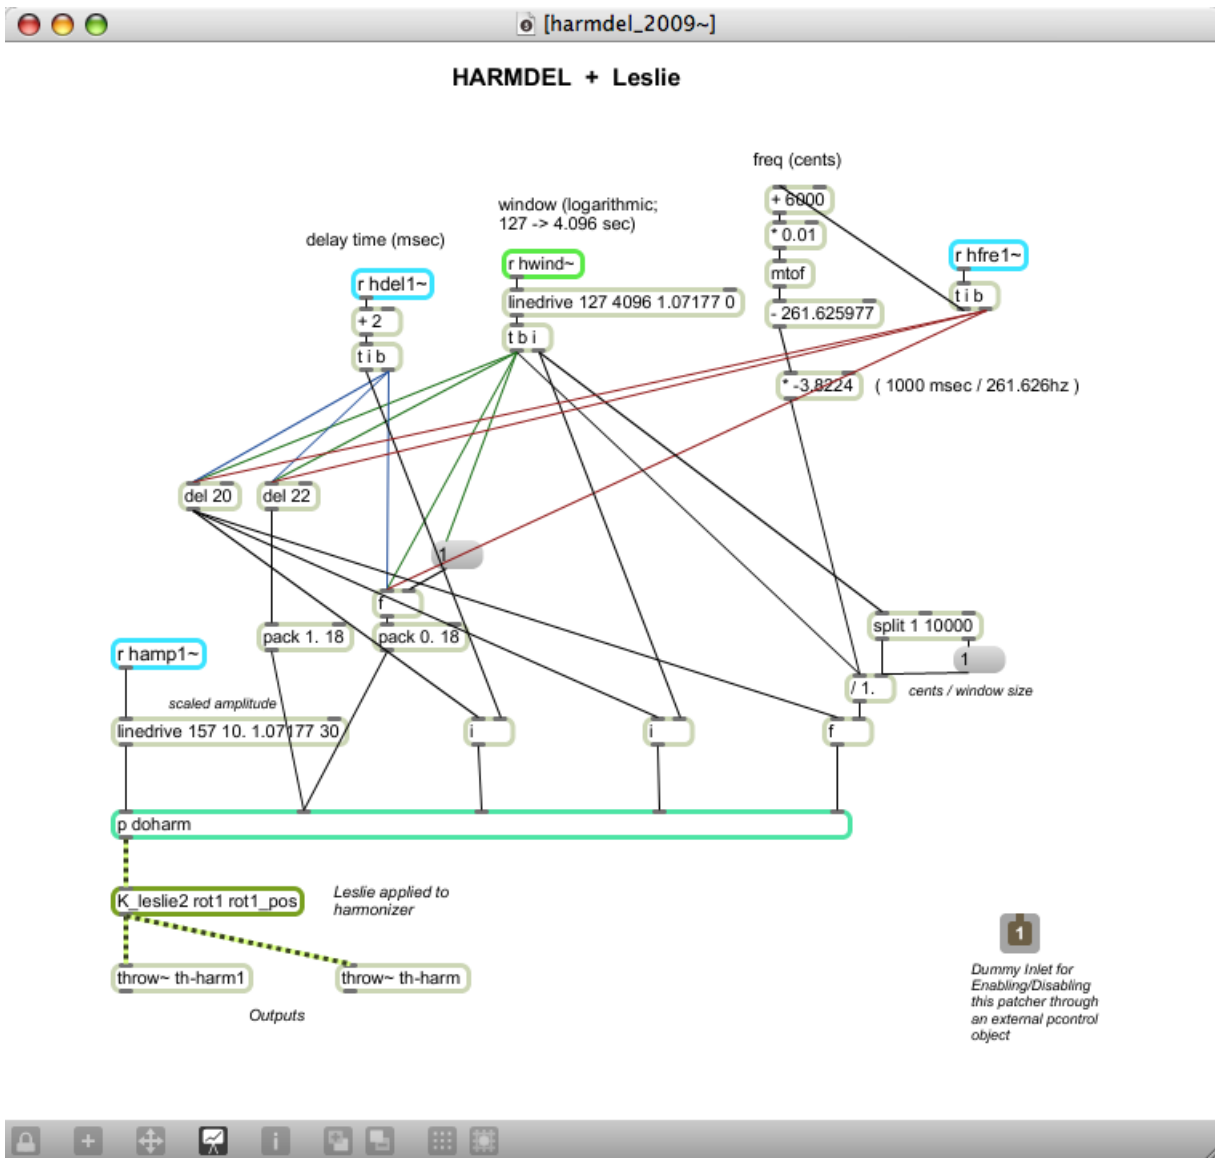 [harmdel_2009~]
HARMDEL + Leslie
freq (cents)
+ 6000
window (logarithmic;
127 -> 4.096 sec)
* 0.01
delay time (msec)
r hwind~
r hfre1~
mtof
r hdel1~
linedrive 127 4096 1.07177 0
t i b
- 261.625977
+ 2
t b i
t i b
* -3.8224
( 1000 msec / 261.626hz )
del 20
del 22
1
f
pack 1. 18
pack 0. 18
split 1 10000
r hamp1~
1
/ 1.
cents / window size
scaled amplitude
linedrive 157 10. 1.07177 30
i
i
f
p doharm
K_leslie2 rot1 rot1_pos
Leslie applied to
harmonizer
1
throw~ th-harm1
throw~ th-harm
Dummy Inlet for
Enabling/Disabling
this patcher through
an external pcontrol
object
Outputs
i